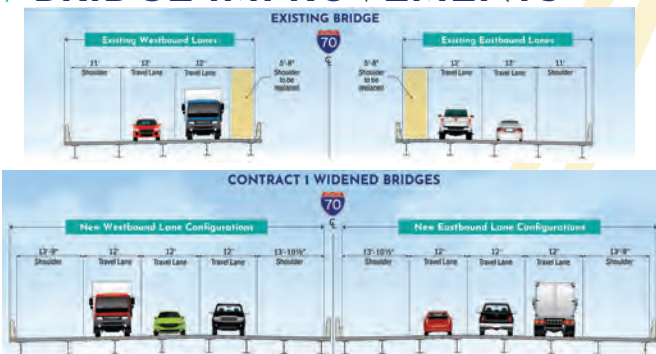 BRIDGE IMPROVEMENTS
EXISTING BRIDGE
Existing Westbound Lanes
70
Existing Eastbound Lanes
11'
Shoulder
12'
Travel Lane
12'
Travel Lane
5'-8"
Shoulder
to be
replaced
℄
5'-8"
Shoulder
to be
replaced
12'
Travel Lane
12'
Travel Lane
11'
Shoulder
CONTRACT 1 WIDENED BRIDGES
70
New Westbound Lane Configurations
℄
New Eastbound Lane Configurations
13'-9"
Shoulder
12'
Travel Lane
12'
Travel Lane
12'
Travel Lane
13'-10½"
Shoulder
13'-10½"
Shoulder
12'
Travel Lane
12'
Travel Lane
12'
Travel Lane
13'-9"
Shoulder